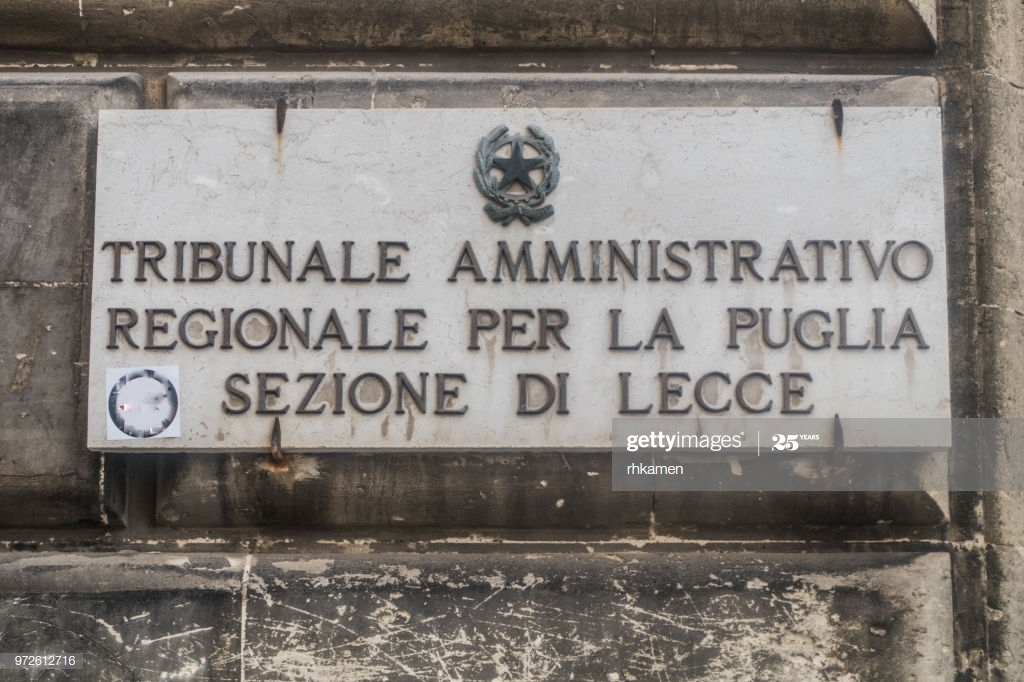 TRIBUNALE AMMINISTRATIVO
REGIONALE PER LA PUGLIA
SEZIONE DI LECCE
gettyimages® | 25 YEARS
rhkamen
972612716